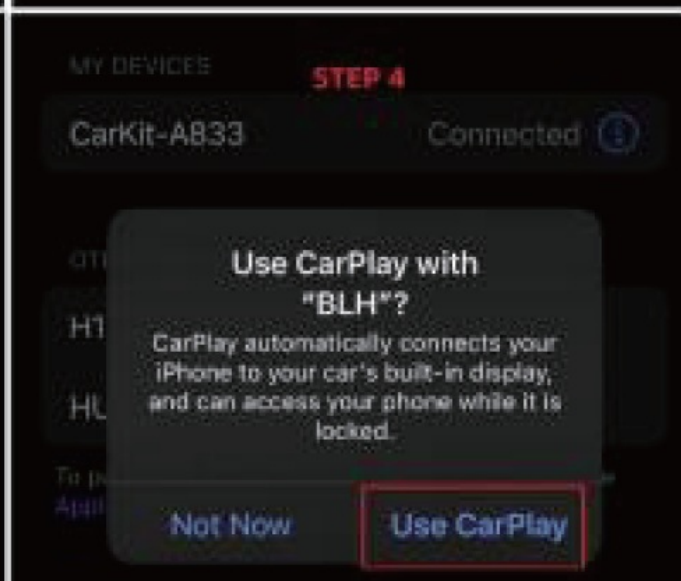 MY DEVICES
STEP 4
CarKit-A833 Connected
Use CarPlay with
"BLH"?
CarPlay automatically connects your
iPhone to your car's built-in display,
and can access your phone while it is
locked.
Not Now Use CarPlay